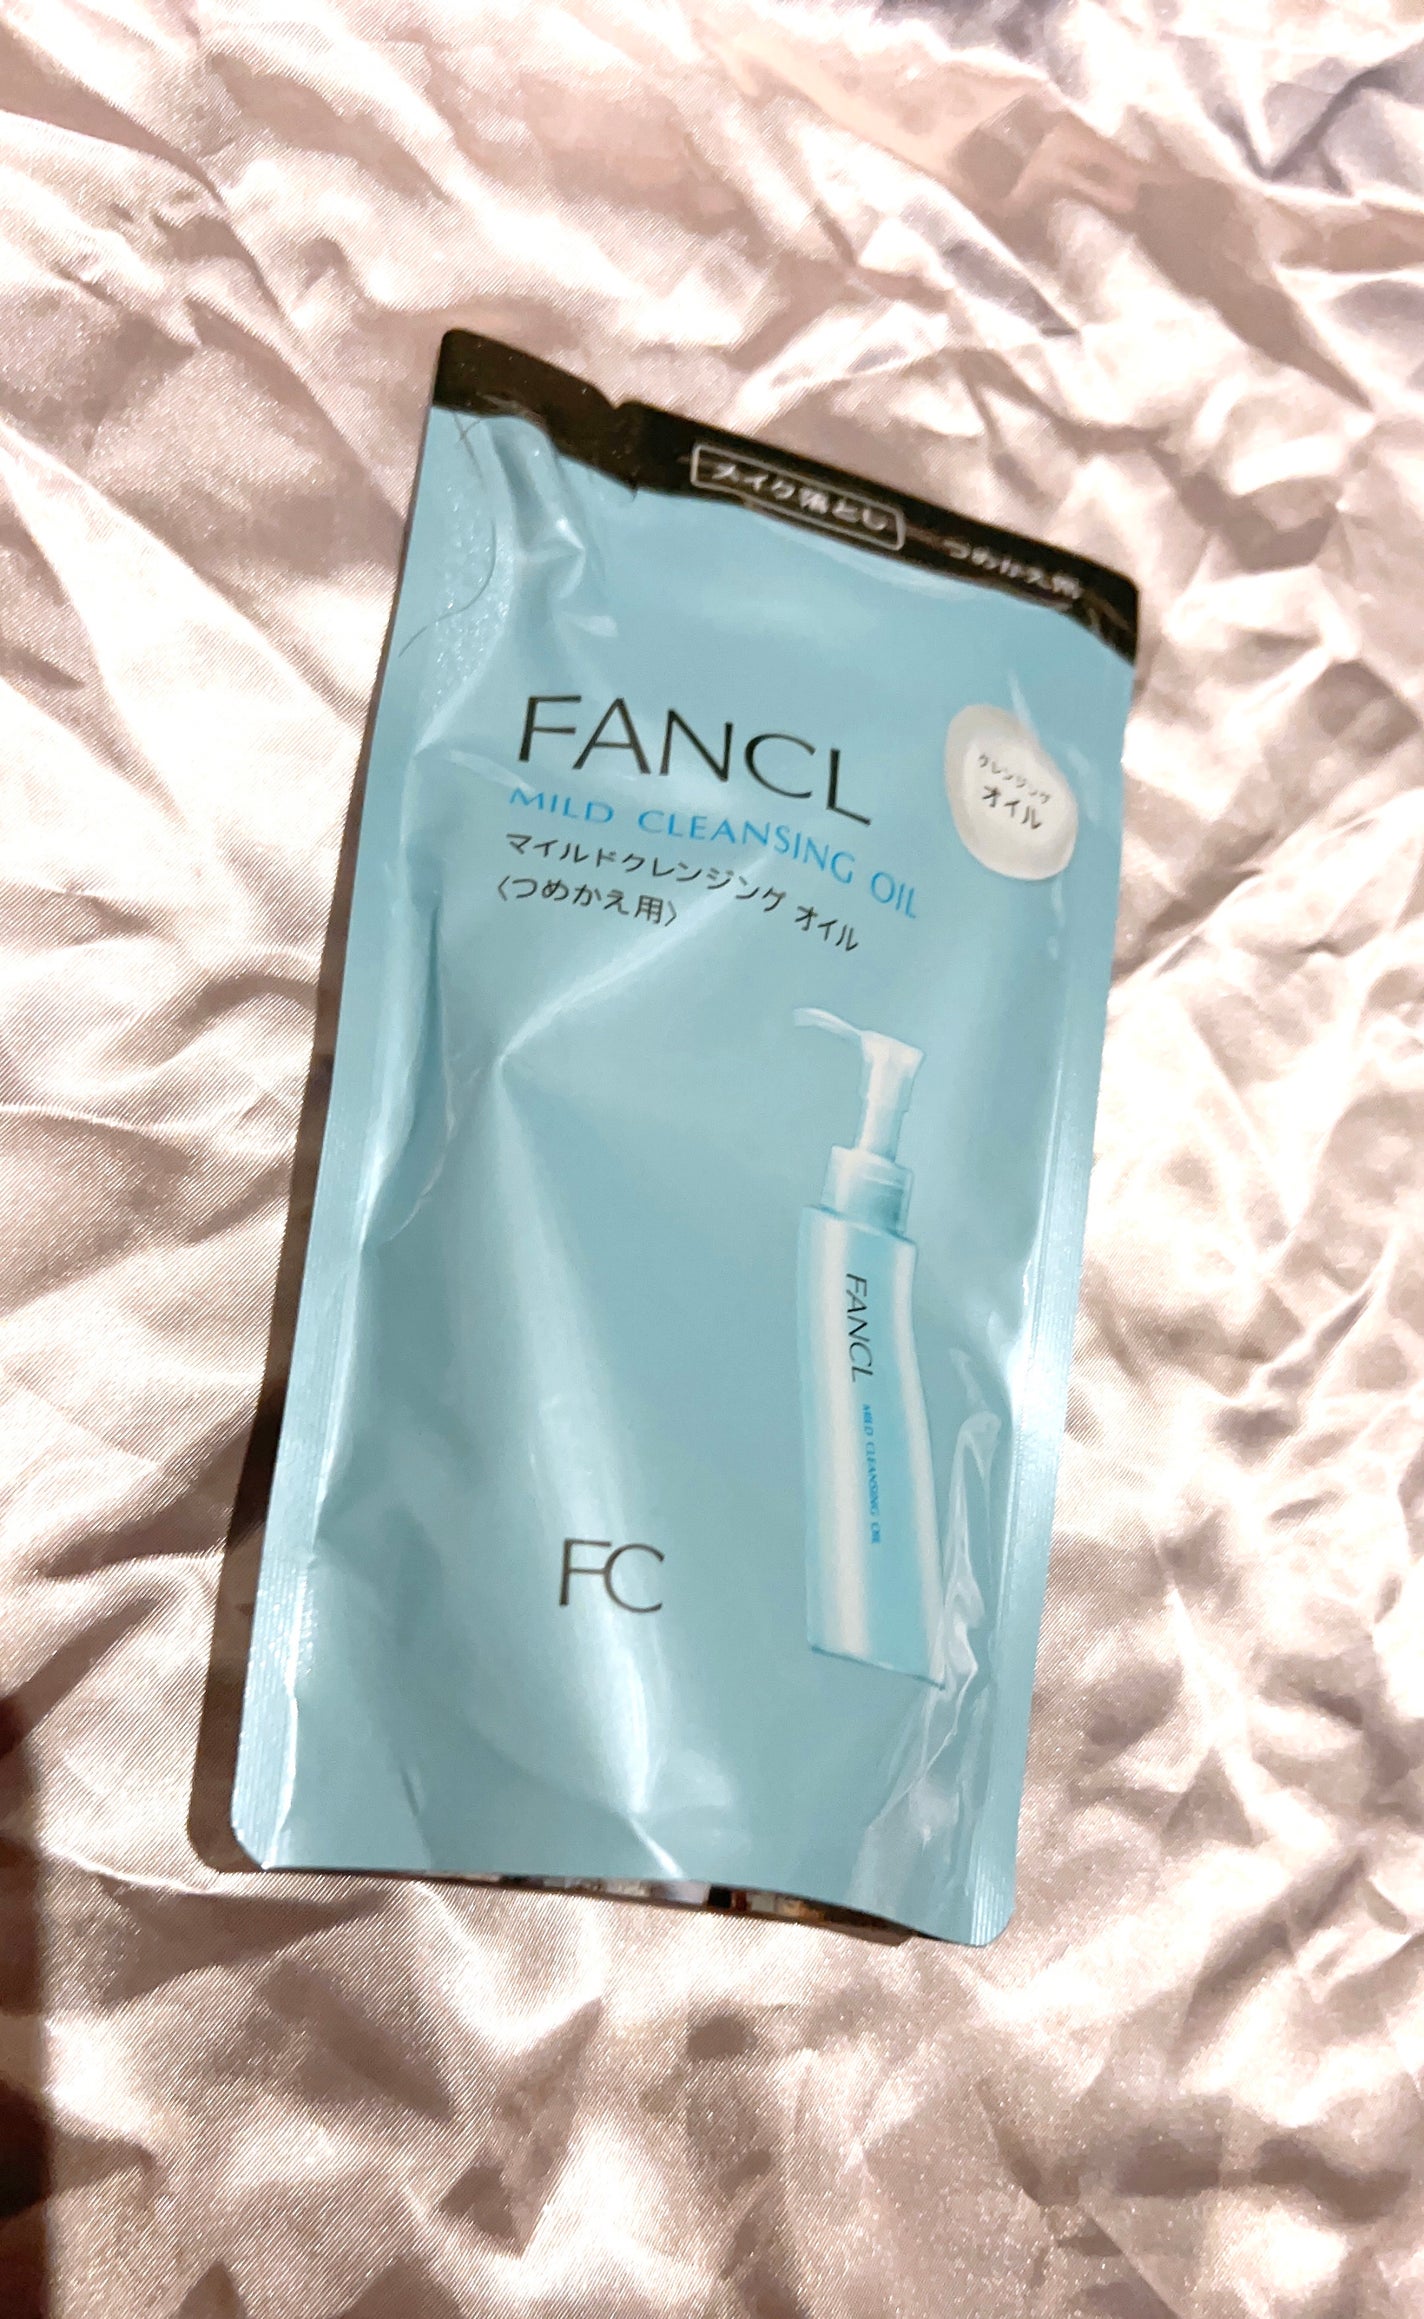 メイク落とし つめかえ用
FANCL
MILD CLEANSING OIL
マイルドクレンジング オイル
〈つめかえ用〉
クレンジング
オイル
FANCL MILD CLEANSING OIL
FC